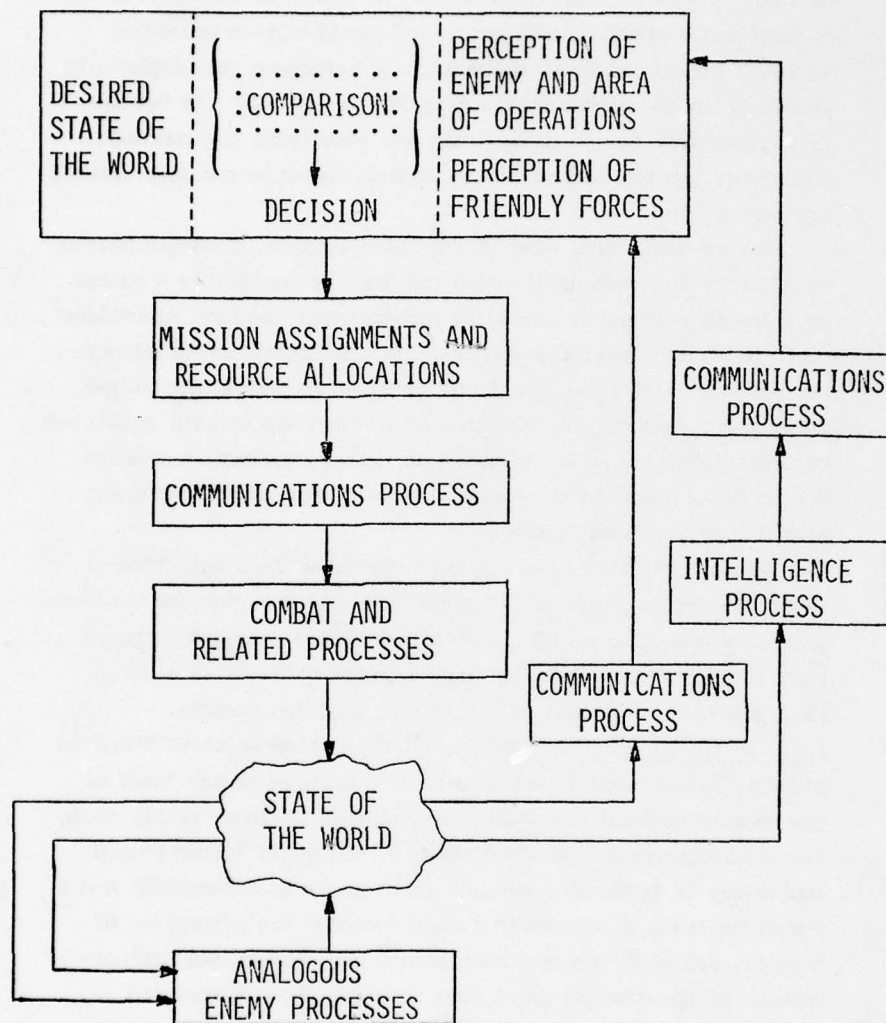 DESIRED
STATE OF
THE WORLD
COMPARISON
DECISION
PERCEPTION OF
ENEMY AND AREA
OF OPERATIONS
PERCEPTION OF
FRIENDLY FORCES
MISSION ASSIGNMENTS AND
RESOURCE ALLOCATIONS
COMMUNICATIONS
PROCESS
COMMUNICATIONS PROCESS
INTELLIGENCE
PROCESS
COMBAT AND
RELATED PROCESSES
COMMUNICATIONS
PROCESS
STATE OF
THE WORLD
ANALOGOUS
ENEMY PROCESSES